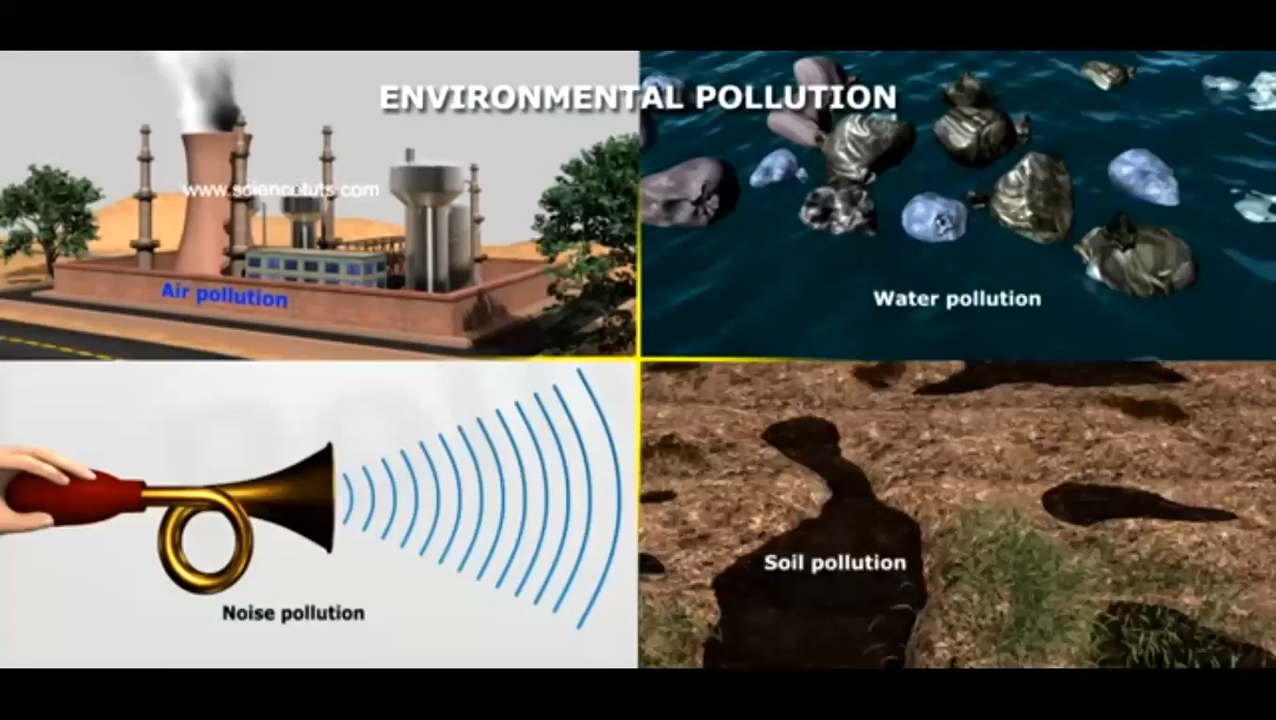 ENVIRONMENTAL POLLUTION
www.sciencetuts.com
Air pollution
Water pollution
Noise pollution
Soil pollution